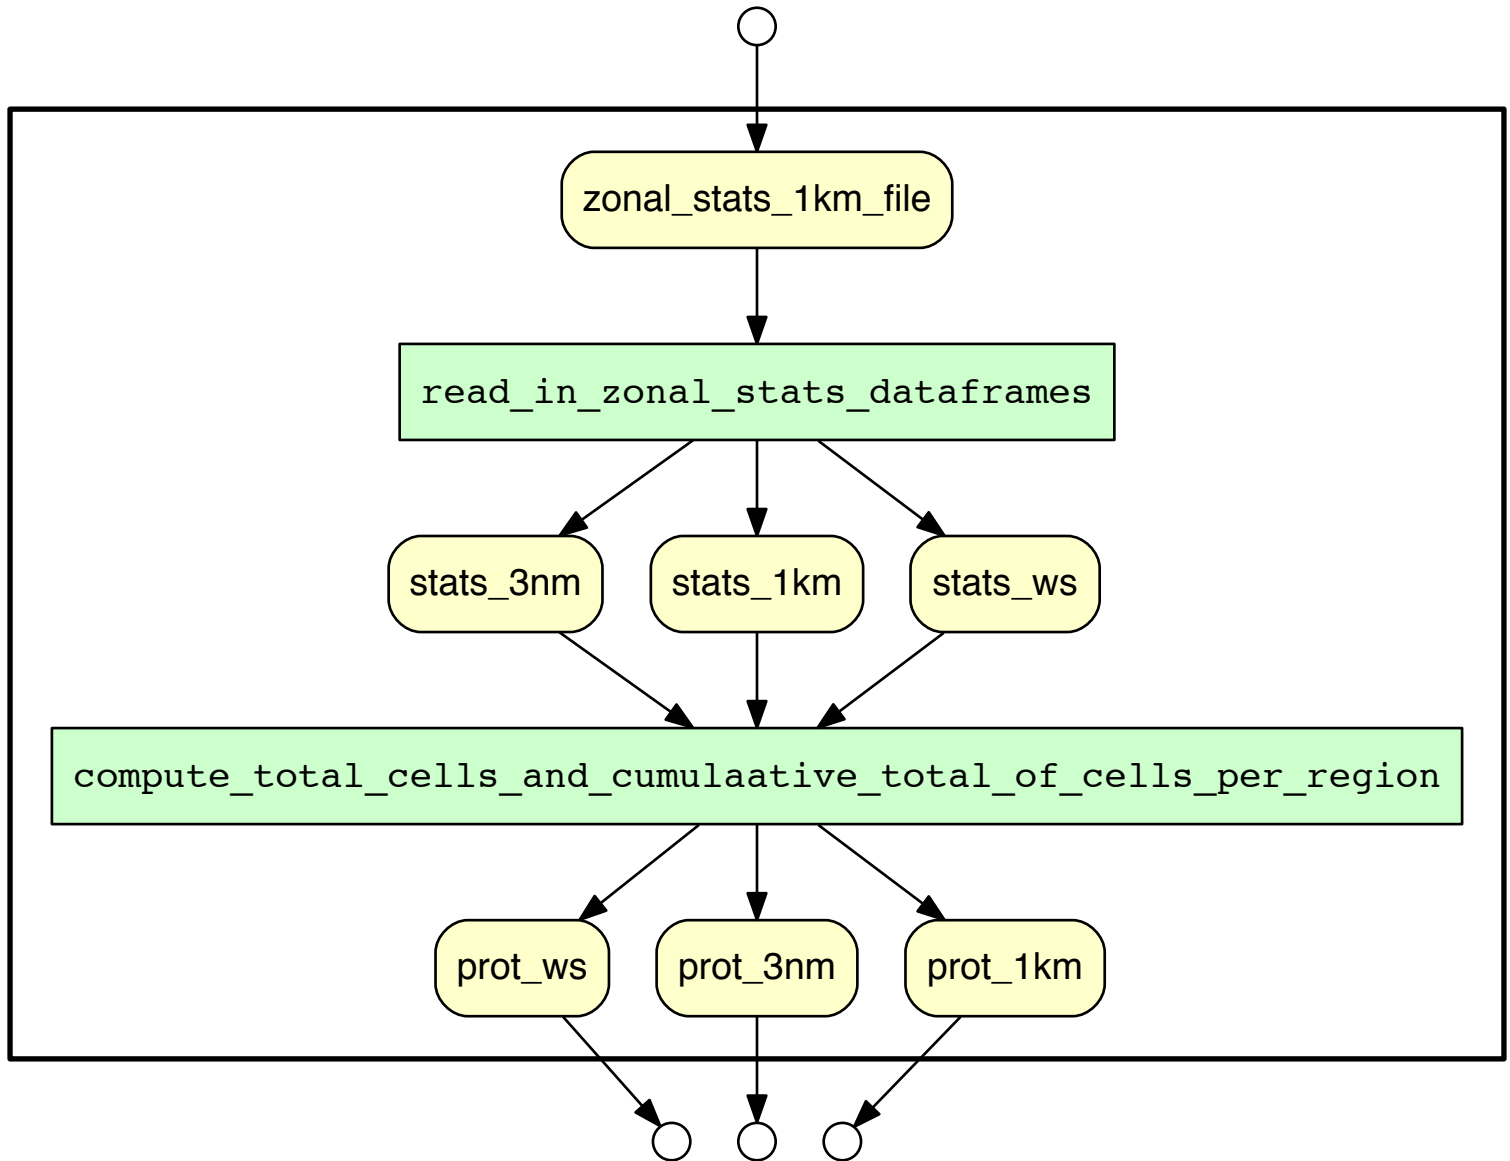 zonal_stats_1km_file
read_in_zonal_stats_dataframes
stats_3nm
stats_1km
stats_ws
compute_total_cells_and_cumulaative_total_of_cells_per_region
prot_ws
prot_3nm
prot_1km